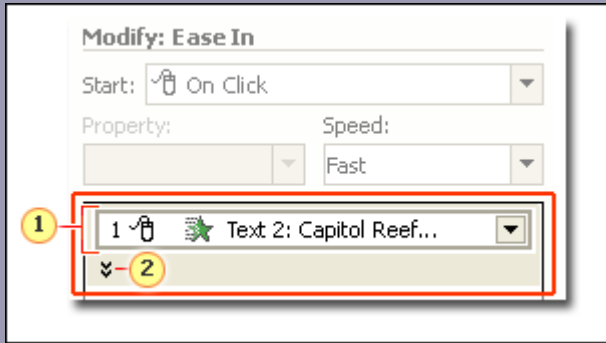 Modify: Ease In
Start: On Click
Property: Speed:
Fast
1 1 Text 2: Capitol Reef...
2